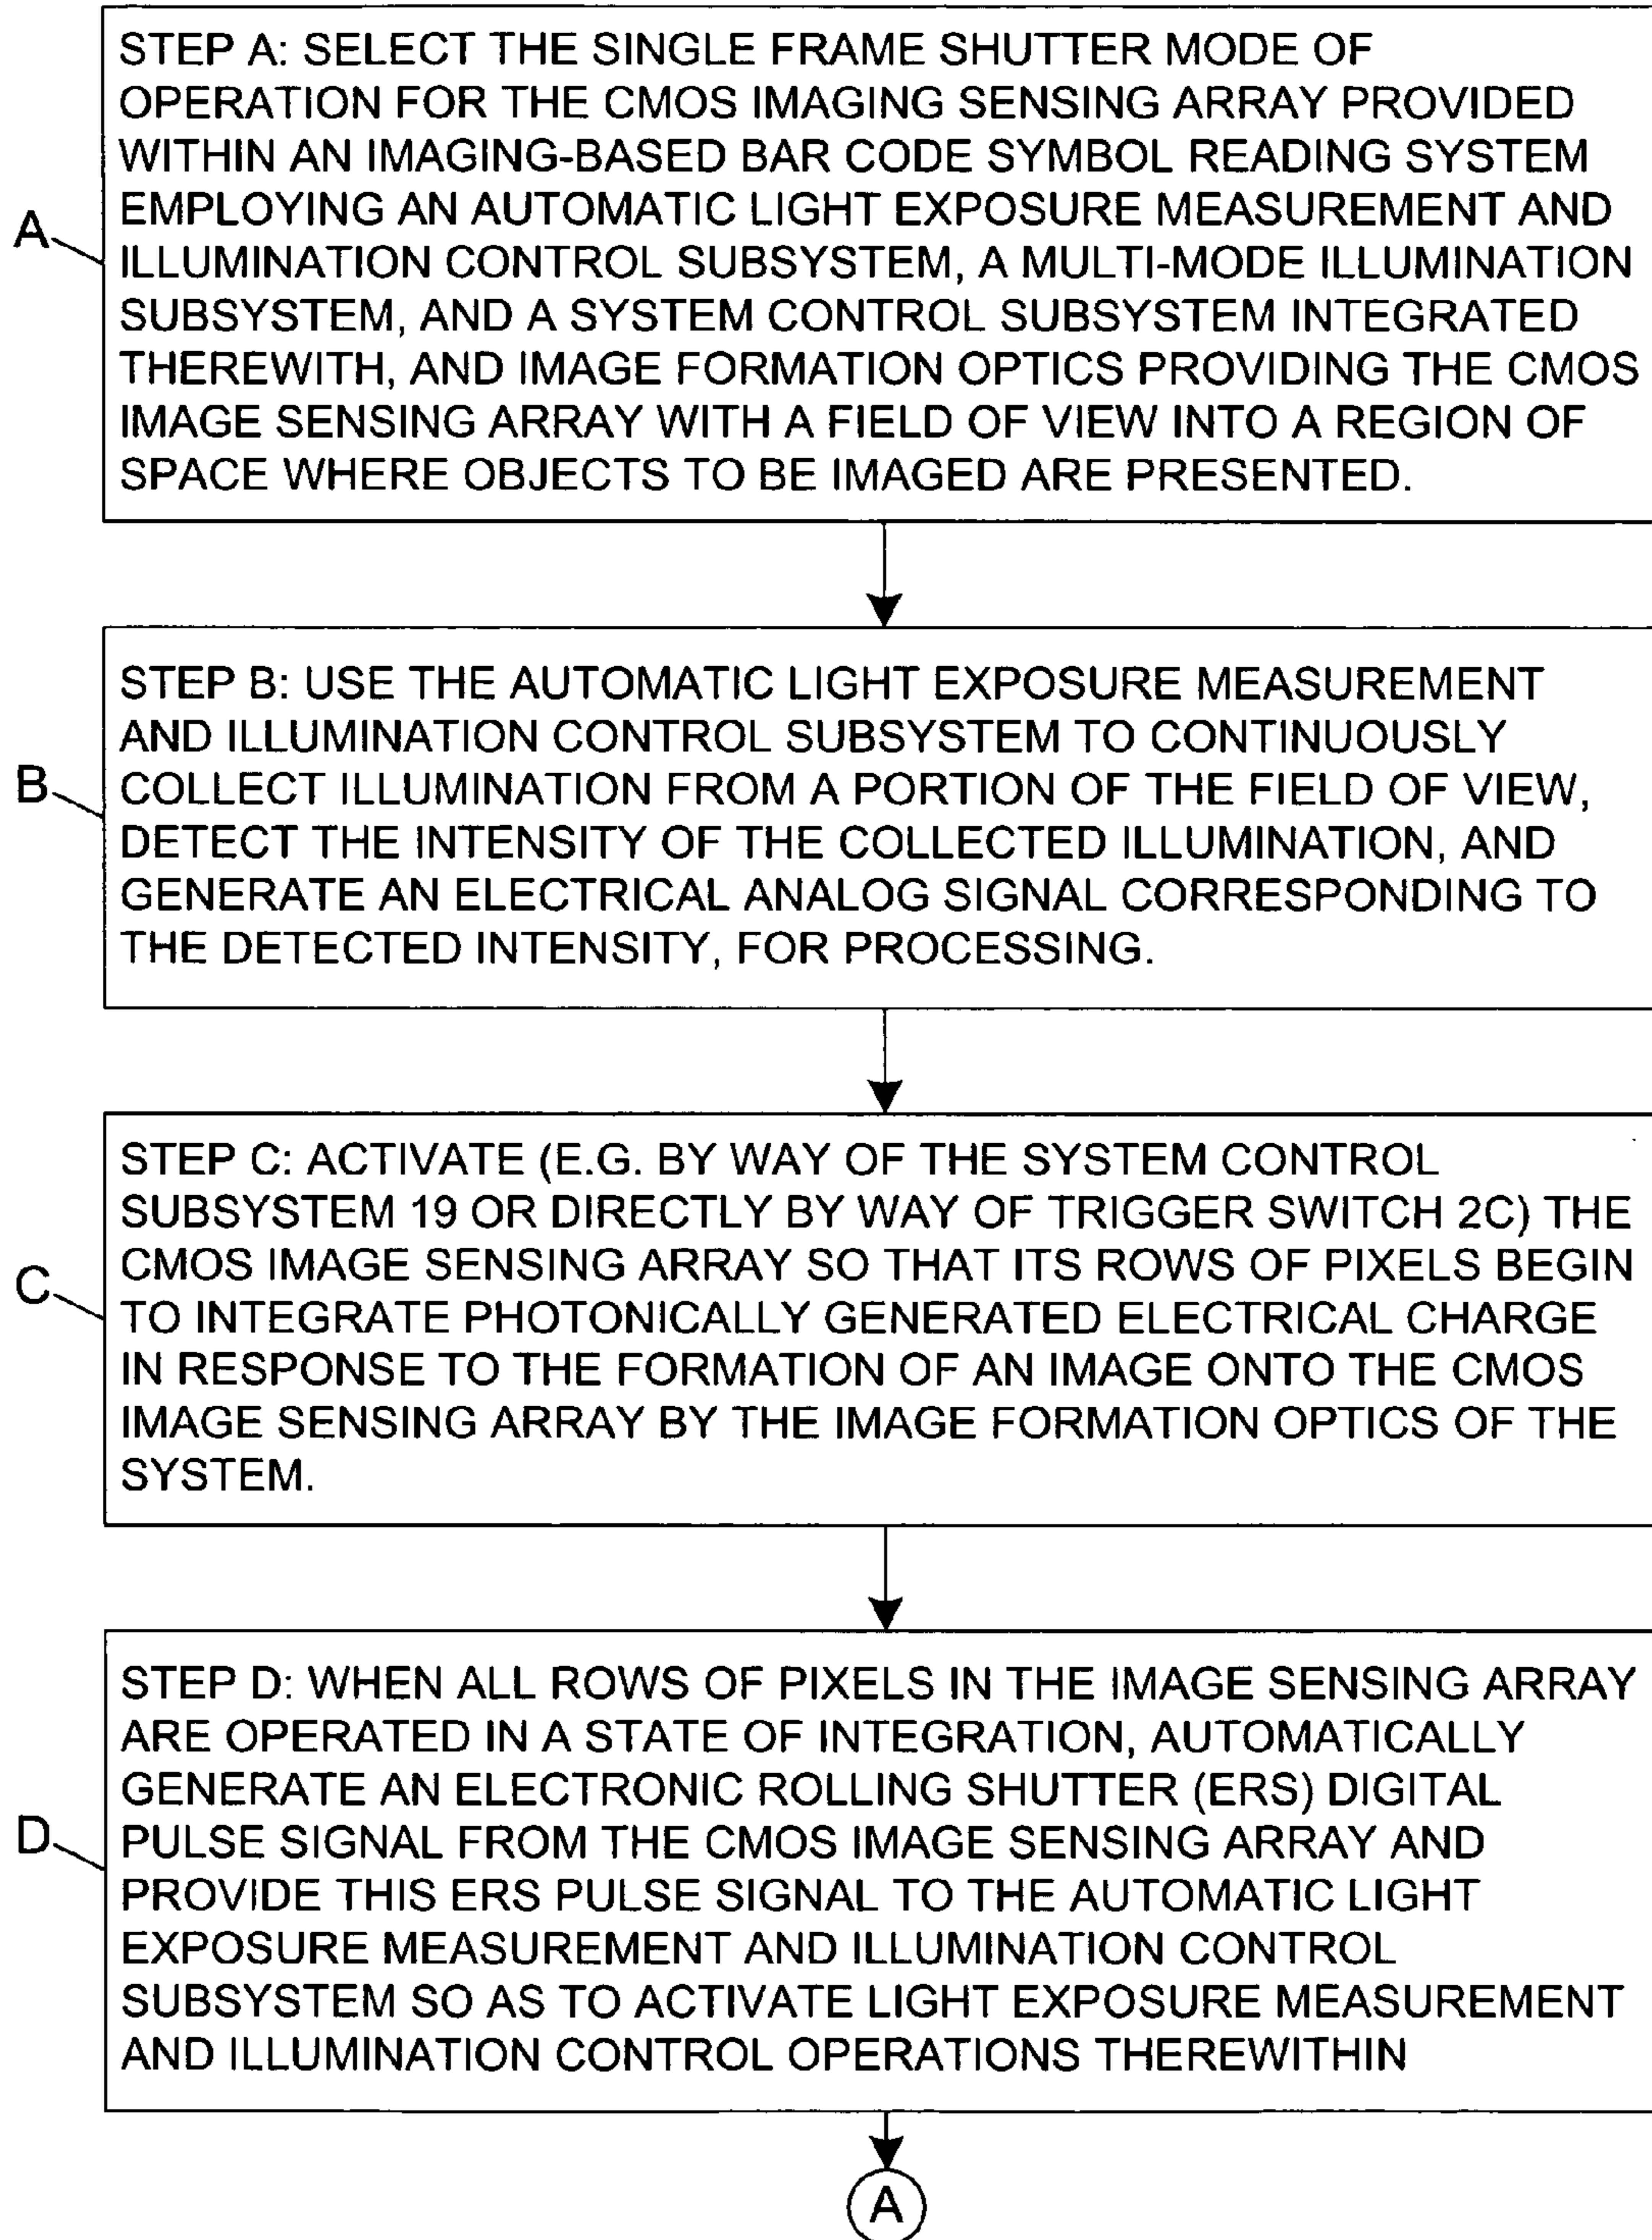 STEP A: SELECT THE SINGLE FRAME SHUTTER MODE OF
OPERATION FOR THE CMOS IMAGING SENSING ARRAY PROVIDED
WITHIN AN IMAGING-BASED BAR CODE SYMBOL READING SYSTEM
EMPLOYING AN AUTOMATIC LIGHT EXPOSURE MEASUREMENT AND
ILLUMINATION CONTROL SUBSYSTEM, A MULTI-MODE ILLUMINATION
SUBSYSTEM, AND A SYSTEM CONTROL SUBSYSTEM INTEGRATED
THEREWITH, AND IMAGE FORMATION OPTICS PROVIDING THE CMOS
IMAGE SENSING ARRAY WITH A FIELD OF VIEW INTO A REGION OF
SPACE WHERE OBJECTS TO BE IMAGED ARE PRESENTED.
A
STEP B: USE THE AUTOMATIC LIGHT EXPOSURE MEASUREMENT
AND ILLUMINATION CONTROL SUBSYSTEM TO CONTINUOUSLY
COLLECT ILLUMINATION FROM A PORTION OF THE FIELD OF VIEW,
DETECT THE INTENSITY OF THE COLLECTED ILLUMINATION, AND
GENERATE AN ELECTRICAL ANALOG SIGNAL CORRESPONDING TO
THE DETECTED INTENSITY, FOR PROCESSING.
B
STEP C: ACTIVATE (E.G. BY WAY OF THE SYSTEM CONTROL
SUBSYSTEM 19 OR DIRECTLY BY WAY OF TRIGGER SWITCH 2C) THE
CMOS IMAGE SENSING ARRAY SO THAT ITS ROWS OF PIXELS BEGIN
TO INTEGRATE PHOTONICALLY GENERATED ELECTRICAL CHARGE
IN RESPONSE TO THE FORMATION OF AN IMAGE ONTO THE CMOS
IMAGE SENSING ARRAY BY THE IMAGE FORMATION OPTICS OF THE
SYSTEM.
C
STEP D: WHEN ALL ROWS OF PIXELS IN THE IMAGE SENSING ARRAY
ARE OPERATED IN A STATE OF INTEGRATION, AUTOMATICALLY
GENERATE AN ELECTRONIC ROLLING SHUTTER (ERS) DIGITAL
PULSE SIGNAL FROM THE CMOS IMAGE SENSING ARRAY AND
PROVIDE THIS ERS PULSE SIGNAL TO THE AUTOMATIC LIGHT
EXPOSURE MEASUREMENT AND ILLUMINATION CONTROL
SUBSYSTEM SO AS TO ACTIVATE LIGHT EXPOSURE MEASUREMENT
AND ILLUMINATION CONTROL OPERATIONS THEREWITHIN
D
A